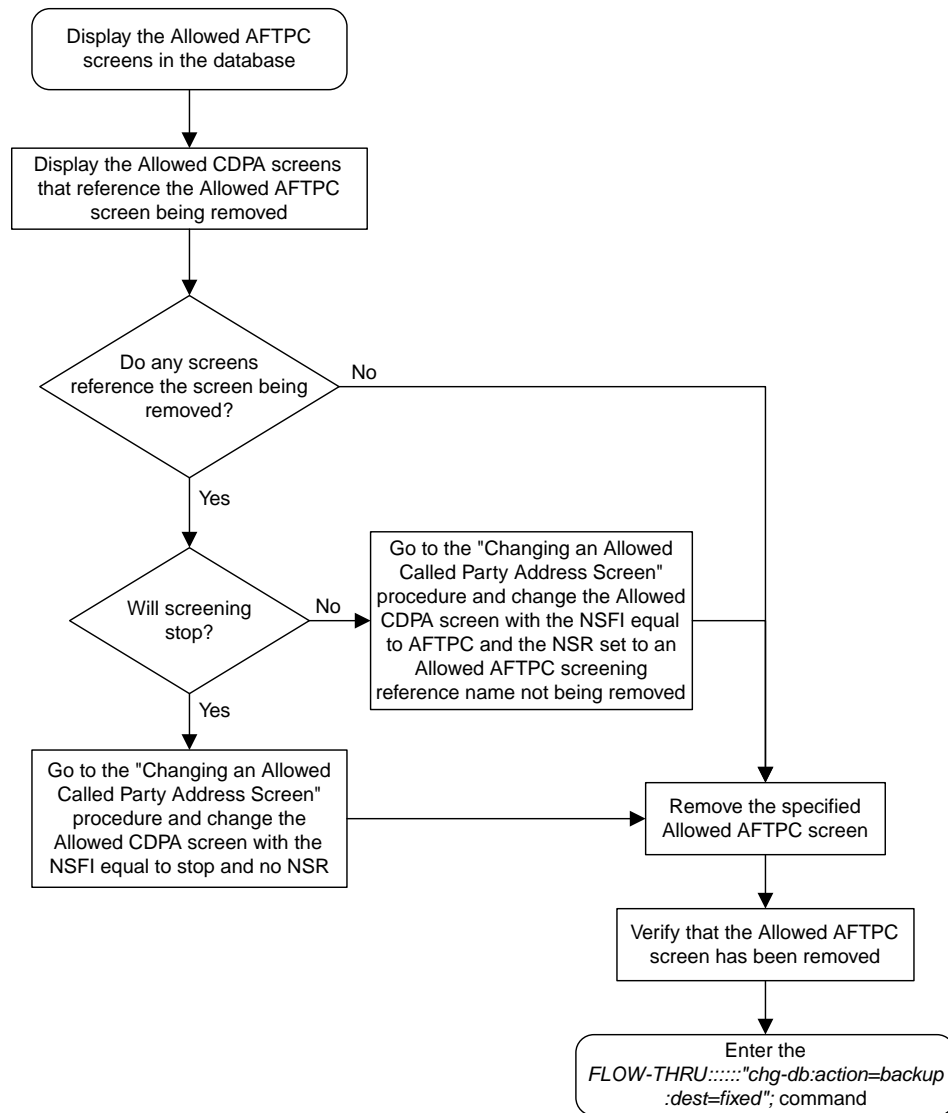 Display the Allowed AFTPC
screens in the database
Display the Allowed CDPA screens
that reference the Allowed AFTPC
screen being removed
Do any screens
reference the screen being
removed?
No
Yes
Will screening
stop?
No
Go to the "Changing an Allowed
Called Party Address Screen"
procedure and change the Allowed
CDPA screen with the NSFI equal
to AFTPC and the NSR set to an
Allowed AFTPC screening
reference name not being removed
Yes
Go to the "Changing an Allowed
Called Party Address Screen"
procedure and change the
Allowed CDPA screen with the
NSFI equal to stop and no NSR
Remove the specified
Allowed AFTPC screen
Verify that the Allowed AFTPC
screen has been removed
Enter the
FLOW-THRU::::::"chg-db:action=backup
:dest=fixed"; command